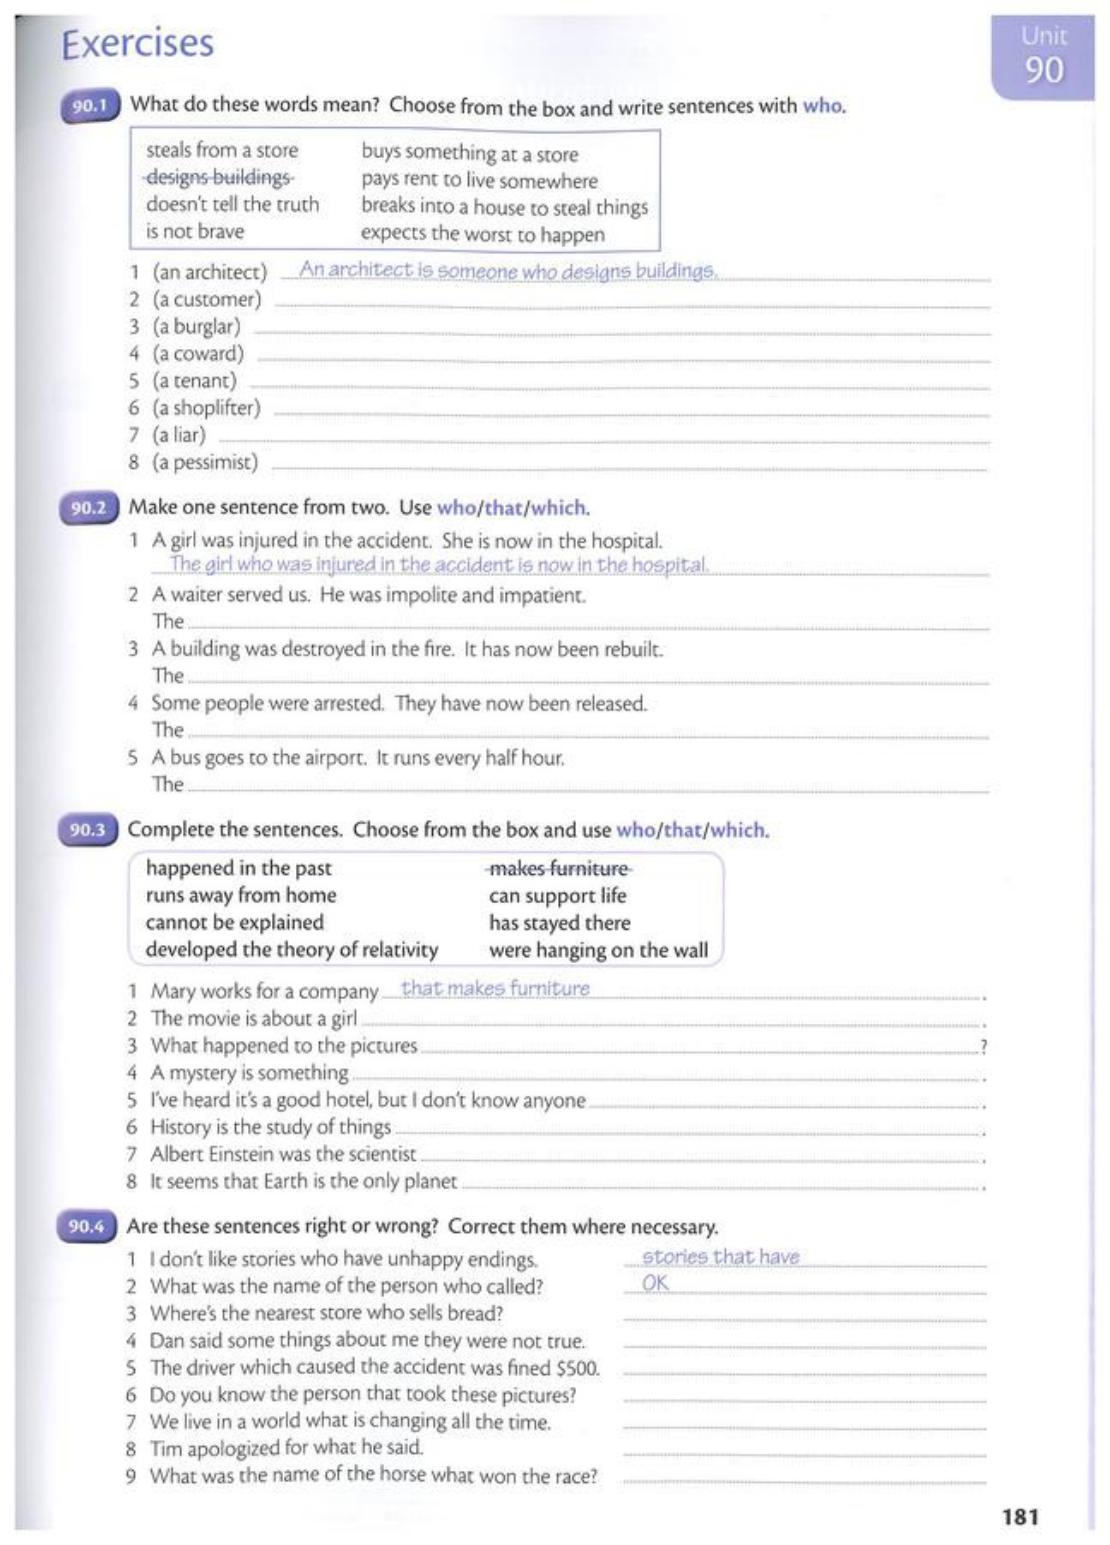 Exercises
Unit
90
90.1 What do these words mean? Choose from the box and write sentences with who.
steals from a store buys something at a store
designs buildings pays rent to live somewhere
doesn't tell the truth breaks into a house to steal things
is not brave expects the worst to happen
1 (an architect) An architect is someone who designs buildings.
2 (a customer)
3 (a burglar)
4 (a coward)
5 (a tenant)
6 (a shoplifter)
7 (a liar)
8 (a pessimist)
90.2 Make one sentence from two. Use who/that/which.
1 A girl was injured in the accident. She is now in the hospital.
The girl who was injured in the accident is now in the hospital.
2 A waiter served us. He was impolite and impatient.
The
3 A building was destroyed in the fire. It has now been rebuilt.
The
4 Some people were arrested. They have now been released.
The
5 A bus goes to the airport. It runs every half hour.
The
90.3 Complete the sentences. Choose from the box and use who/that/which.
happened in the past makes furniture
runs away from home can support life
cannot be explained has stayed there
developed the theory of relativity were hanging on the wall
1 Mary works for a company that makes furniture.
2 The movie is about a girl .
3 What happened to the pictures ?
4 A mystery is something .
5 I've heard it's a good hotel, but I don't know anyone .
6 History is the study of things .
7 Albert Einstein was the scientist .
8 It seems that Earth is the only planet .
90.4 Are these sentences right or wrong? Correct them where necessary.
1 I don't like stories who have unhappy endings. stories that have
2 What was the name of the person who called? OK
3 Where's the nearest store who sells bread?
4 Dan said some things about me they were not true.
5 The driver which caused the accident was fined $500.
6 Do you know the person that took these pictures?
7 We live in a world what is changing all the time.
8 Tim apologized for what he said.
9 What was the name of the horse what won the race?
181